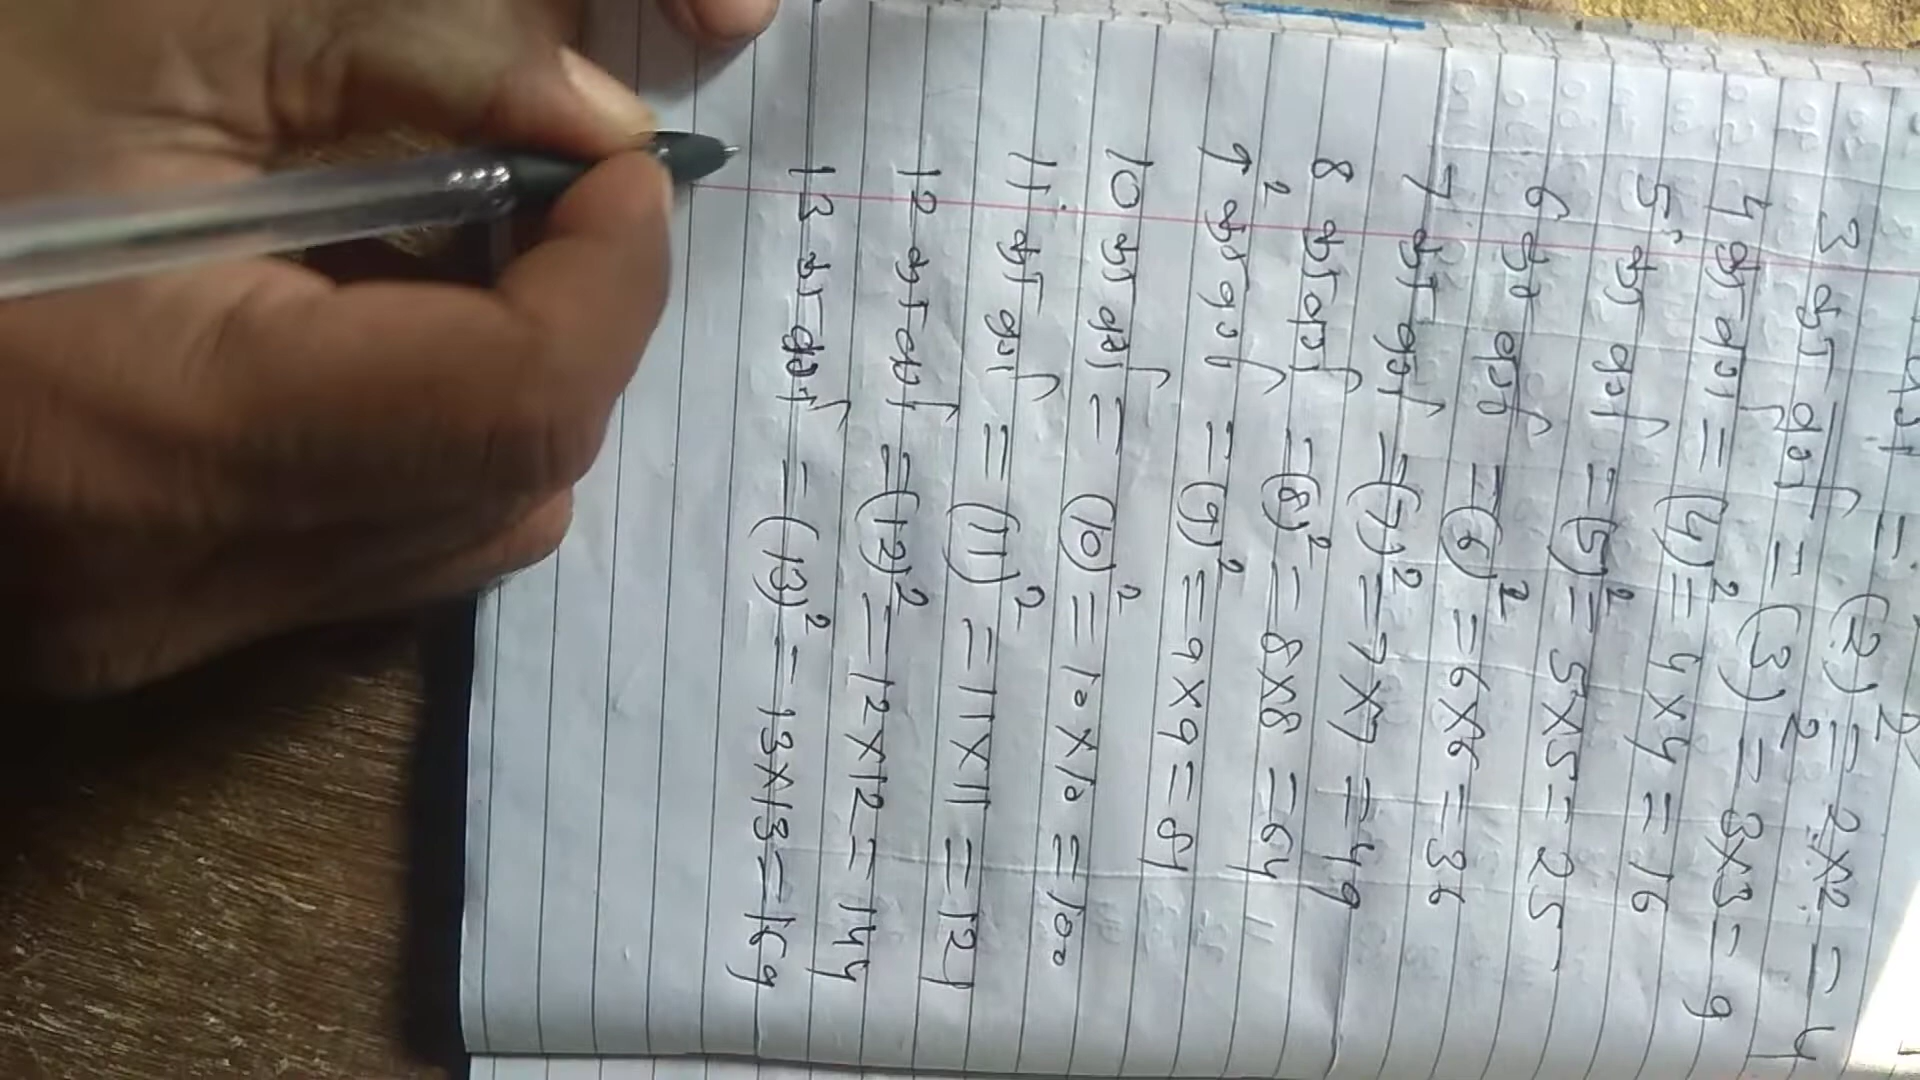 वर्ग = (2)² = 2×2 = 4
3 का वर्ग = (3)² = 3×3 = 9
4 का वर्ग = (4)² = 4×4 = 16
5 का वर्ग = (5)² = 5×5 = 25
6 का वर्ग = (6)² = 6×6 = 36
7 का वर्ग = (7)² = 7×7 = 49
8 का वर्ग = (8)² = 8×8 = 64
9 का वर्ग = (9)² = 9×9 = 81
10 का वर्ग = (10)² = 10×10 = 100
11 का वर्ग = (11)² = 11×11 = 121
12 का वर्ग = (12)² = 12×12 = 144
13 का वर्ग = (13)² = 13×13 = 169